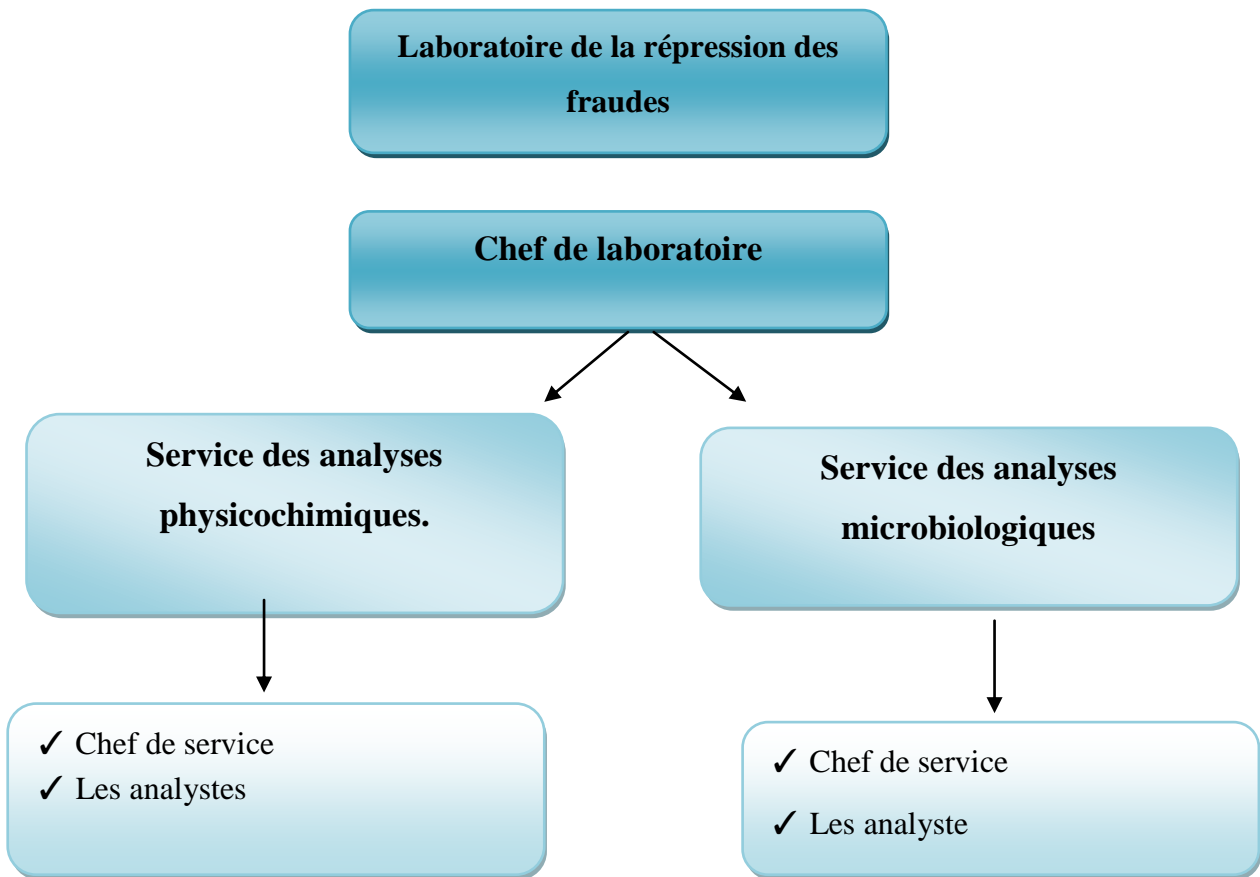 Laboratoire de la répression des
fraudes
Chef de laboratoire
Service des analyses
physicochimiques.
Service des analyses
microbiologiques
✓ Chef de service
✓ Les analystes
✓ Chef de service
✓ Les analyste